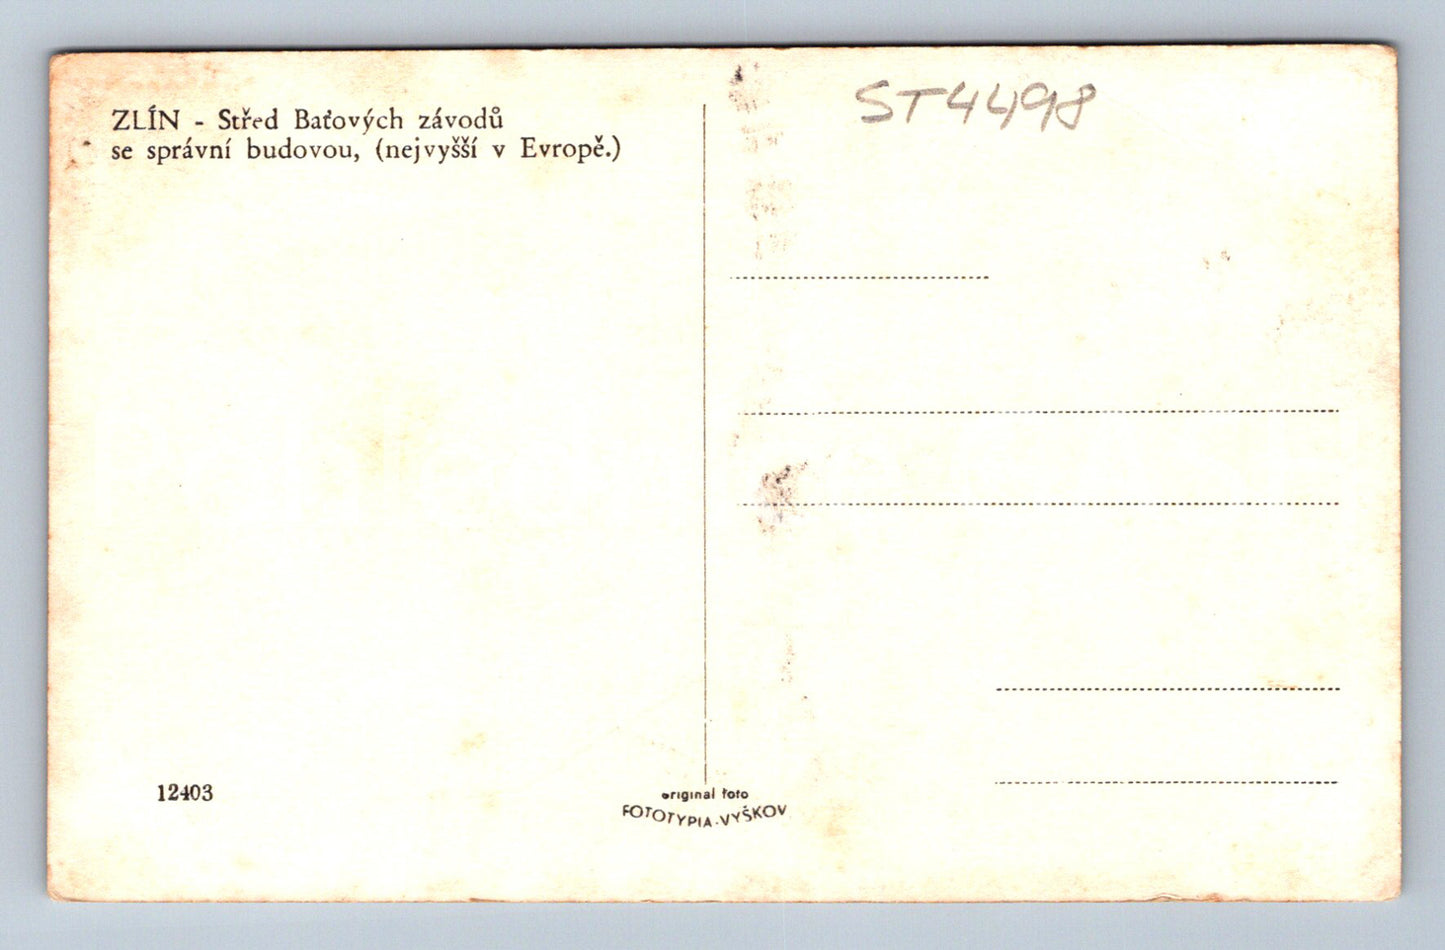 ZLÍN - Střed Baťových závodů
se správní budovou, (nejvyšší v Evropě.)
ST4498
12403
original foto
FOTOTYPIA-VYŠKOV